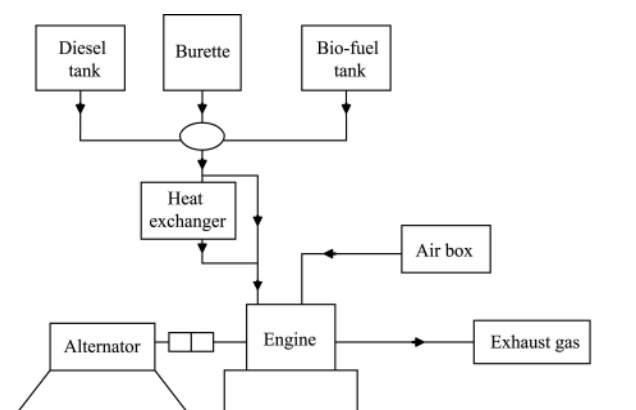 Diesel
tank
Burette
Bio-fuel
tank
Heat
exchanger
Air box
Alternator
Engine
Exhaust gas